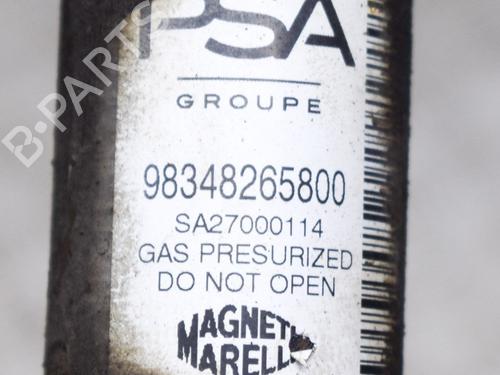 PSA
GROUPE
98348265800
SA27000114
GAS PRESURIZED
DO NOT OPEN
MAGNETI
MARELLI
B-PARTS